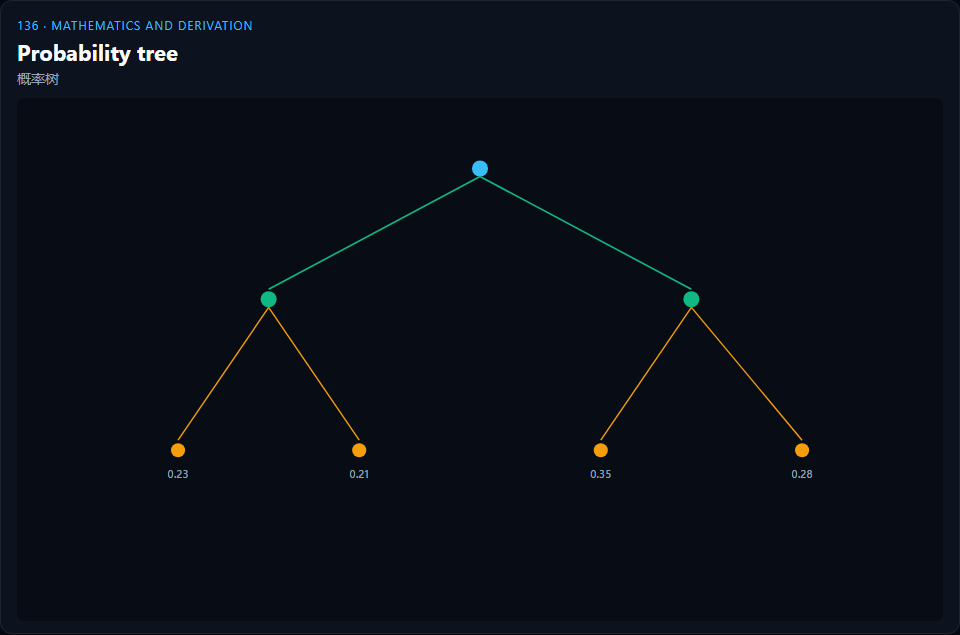 136 · MATHEMATICS AND DERIVATION
Probability tree
概率树
0.23
0.21
0.35
0.28